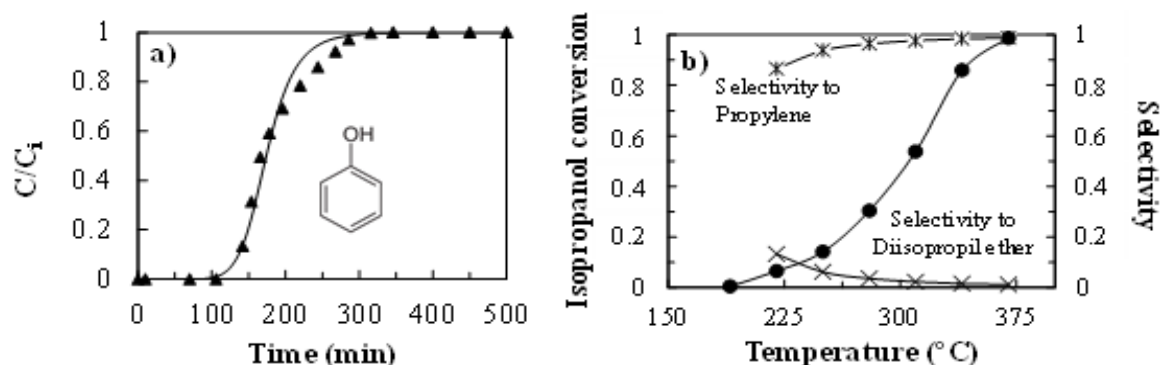 a)
C/Ci
1
0.8
0.6
0.4
0.2
0
OH
0
100
200
300
400
500
Time (min)
b)
Isopropanol conversion
1
0.8
0.6
0.4
0.2
0
Selectivity to
Propylene
Selectivity to
Diisopropil ether
1
0.8
0.6
0.4
0.2
0
Selectivity
150
225
300
375
Temperature (°C)